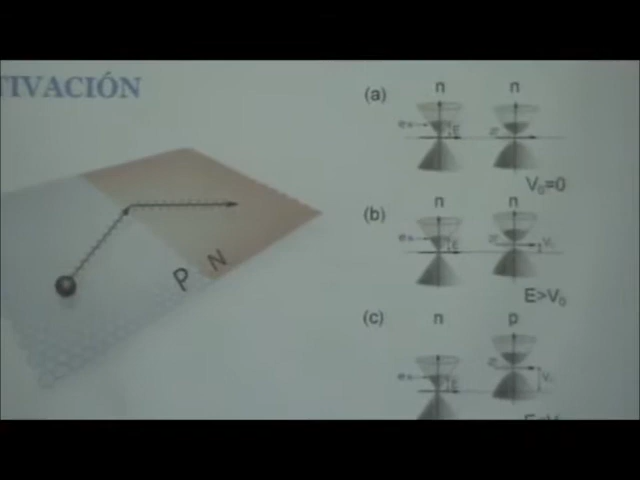 TIVACIÓN
(a) n n
V₀=0
(b) n n
E>V₀
P N
(c) n p